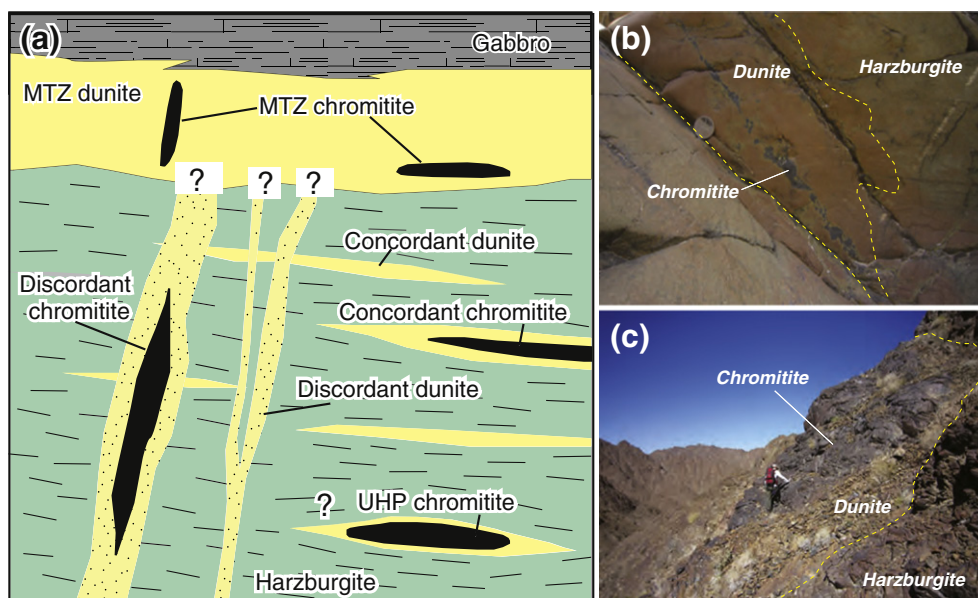 (a)
Gabbro
MTZ dunite
MTZ chromitite
? ? ?
Concordant dunite
Discordant
chromitite
Concordant chromitite
Discordant dunite
?
UHP chromitite
Harzburgite
(b)
Dunite
Harzburgite
Chromitite
(c)
Chromitite
Dunite
Harzburgite